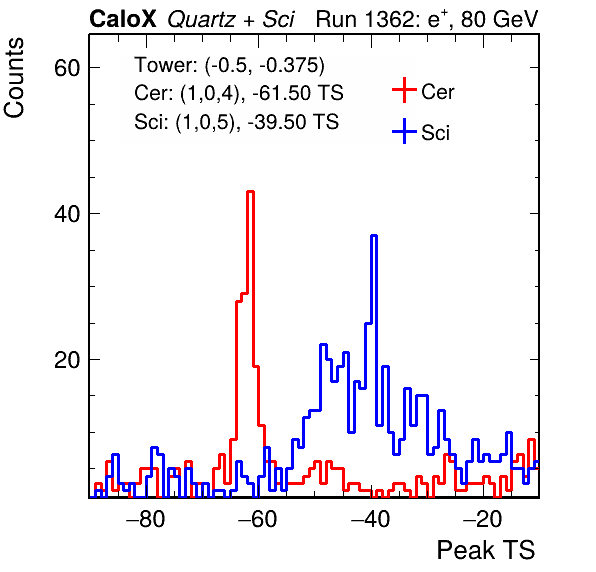 CaloX Quartz + Sci Run 1362: e+, 80 GeV
Counts
Tower: (-0.5, -0.375)
Cer: (1,0,4), -61.50 TS
Sci: (1,0,5), -39.50 TS
Cer
Sci
60
40
20
−80 −60 −40 −20
Peak TS